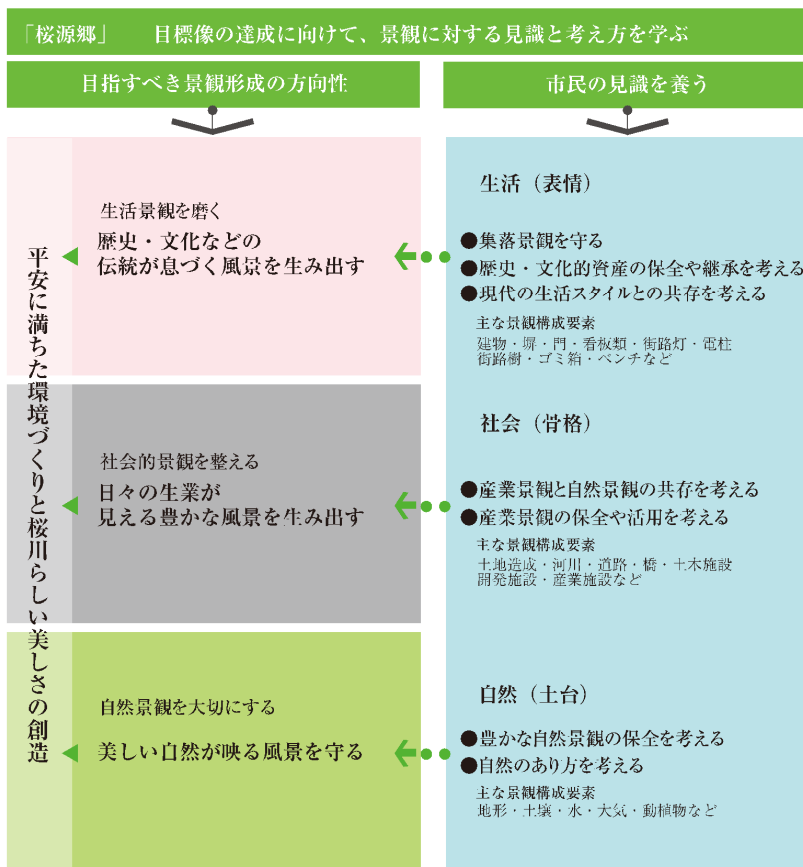 「桜源郷」　目標像の達成に向けて、景観に対する見識と考え方を学ぶ
目指すべき景観形成の方向性
市民の見識を養う
平安に満ちた環境づくりと桜川らしい美しさの創造
生活景観を磨く
歴史・文化などの
伝統が息づく風景を生み出す
生活（表情）
●集落景観を守る
●歴史・文化的資産の保全や継承を考える
●現代の生活スタイルとの共存を考える
主な景観構成要素
建物・塀・門・看板類・街路灯・電柱
街路樹・ゴミ箱・ベンチなど
社会的景観を整える
日々の生業が
見える豊かな風景を生み出す
社会（骨格）
●産業景観と自然景観の共存を考える
●産業景観の保全や活用を考える
主な景観構成要素
土地造成・河川・道路・橋・土木施設
開発施設・産業施設など
自然景観を大切にする
美しい自然が映る風景を守る
自然（土台）
●豊かな自然景観の保全を考える
●自然のあり方を考える
主な景観構成要素
地形・土壌・水・大気・動植物など